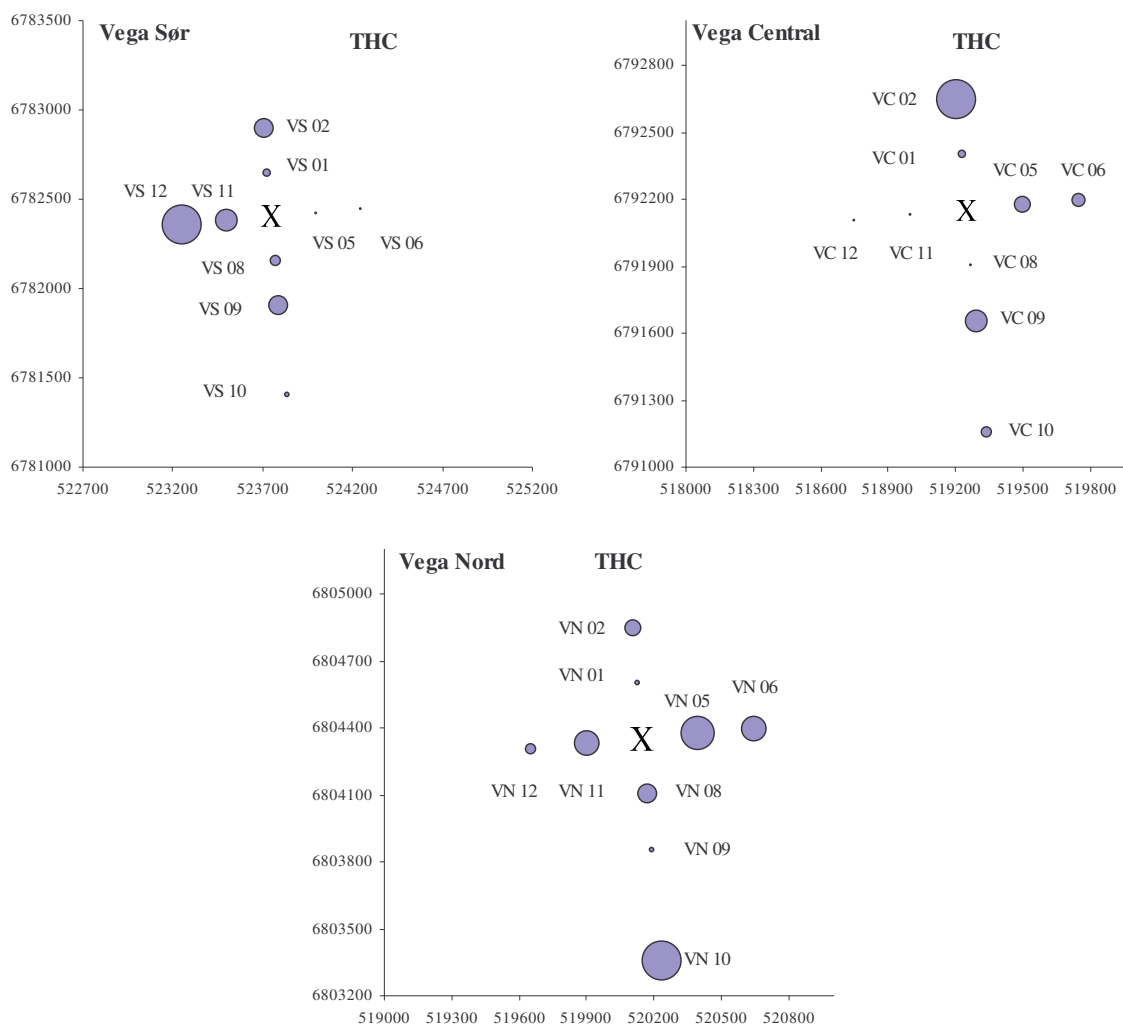 Vega Sør THC
6783500
6783000
6782500
6782000
6781500
6781000
VS 02
VS 01
VS 12 VS 11
X
VS 05 VS 06
VS 08
VS 09
VS 10
522700 523200 523700 524200 524700 525200
Vega Central THC
6792800
6792500
6792200
6791900
6791600
6791300
6791000
VC 02
VC 01
VC 05 VC 06
X
VC 12 VC 11
VC 08
VC 09
VC 10
518000 518300 518600 518900 519200 519500 519800
Vega Nord THC
6805000
6804700
6804400
6804100
6803800
6803500
6803200
VN 02
VN 01
VN 06
VN 05
X
VN 12 VN 11 VN 08
VN 09
VN 10
519000 519300 519600 519900 520200 520500 520800